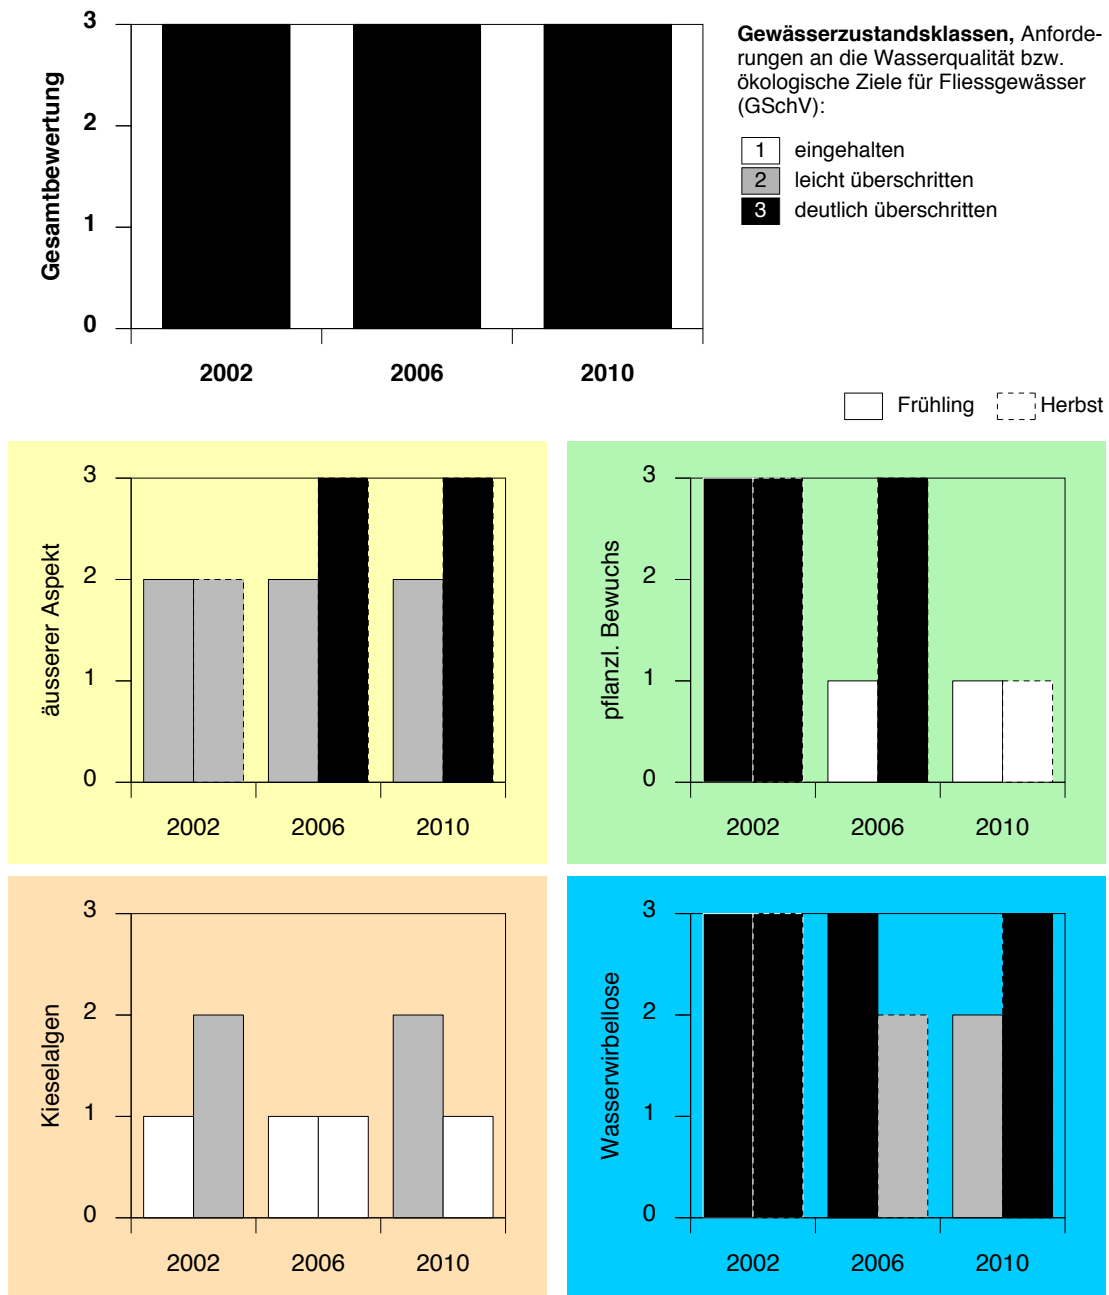 Gesamtbewertung
3
2
1
0
2002 2006 2010
Gewässerzustandsklassen, Anforde-
rungen an die Wasserqualität bzw.
ökologische Ziele für Fliessgewässer
(GSchV):
1 eingehalten
2 leicht überschritten
3 deutlich überschritten
Frühling Herbst
äusserer Aspekt
3
2
1
0
2002 2006 2010
pflanzl. Bewuchs
3
2
1
0
2002 2006 2010
Kieselalgen
3
2
1
0
2002 2006 2010
Wasserwirbellose
3
2
1
0
2002 2006 2010